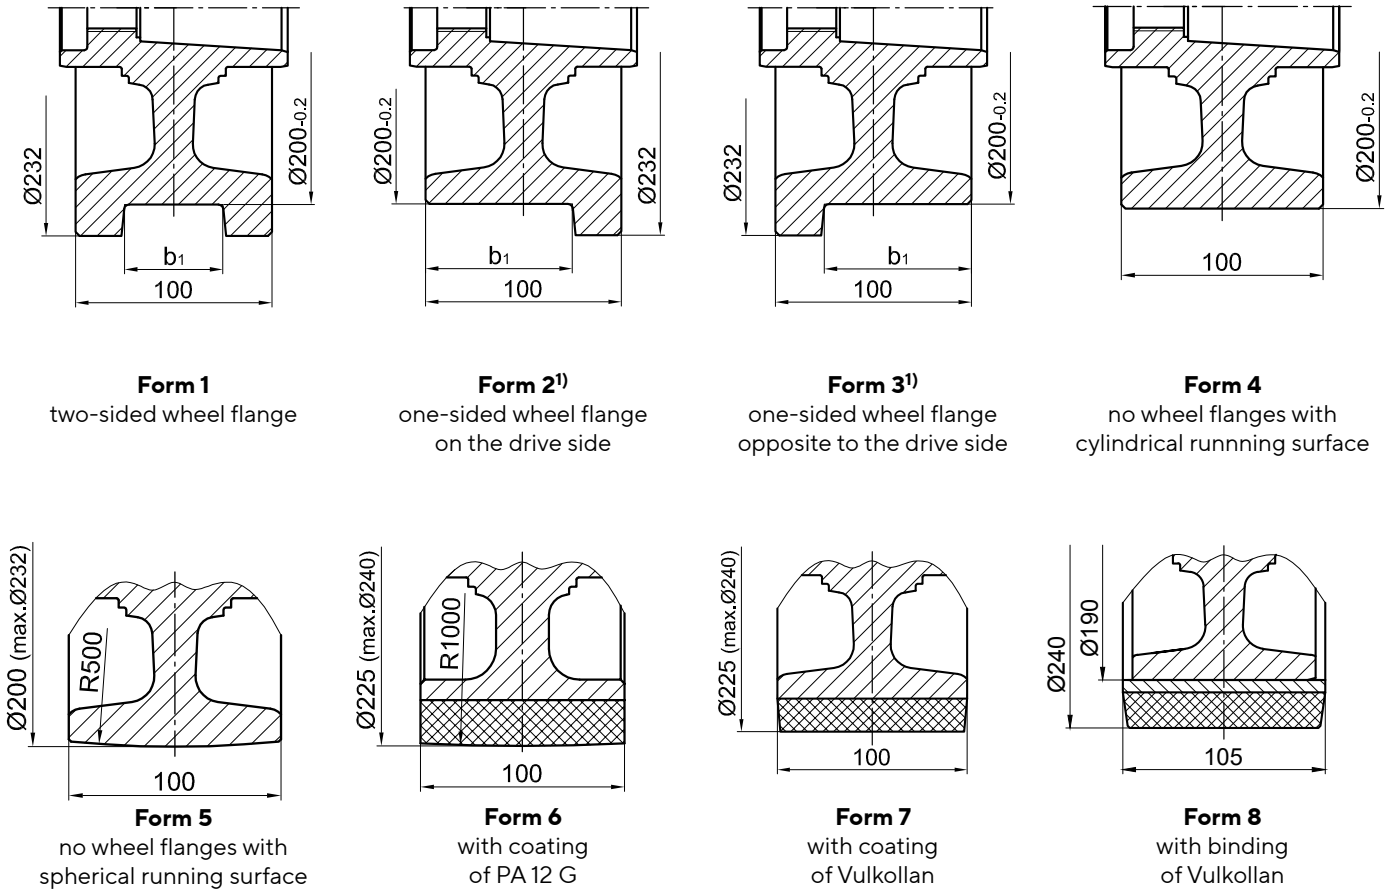 Ø232
Ø200-0.2
b1
100
Ø200-0.2
Ø232
b1
100
Ø232
Ø200-0.2
b1
100
Ø200-0.2
100
Form 1
two-sided wheel flange
Form 2¹⁾
one-sided wheel flange
on the drive side
Form 3¹⁾
one-sided wheel flange
opposite to the drive side
Form 4
no wheel flanges with
cylindrical runnning surface
Ø200 (max.Ø232)
R500
100
Ø225 (max.Ø240)
R1000
100
Ø225 (max.Ø240)
100
Ø240
Ø190
105
Form 5
no wheel flanges with
spherical running surface
Form 6
with coating
of PA 12 G
Form 7
with coating
of Vulkollan
Form 8
with binding
of Vulkollan